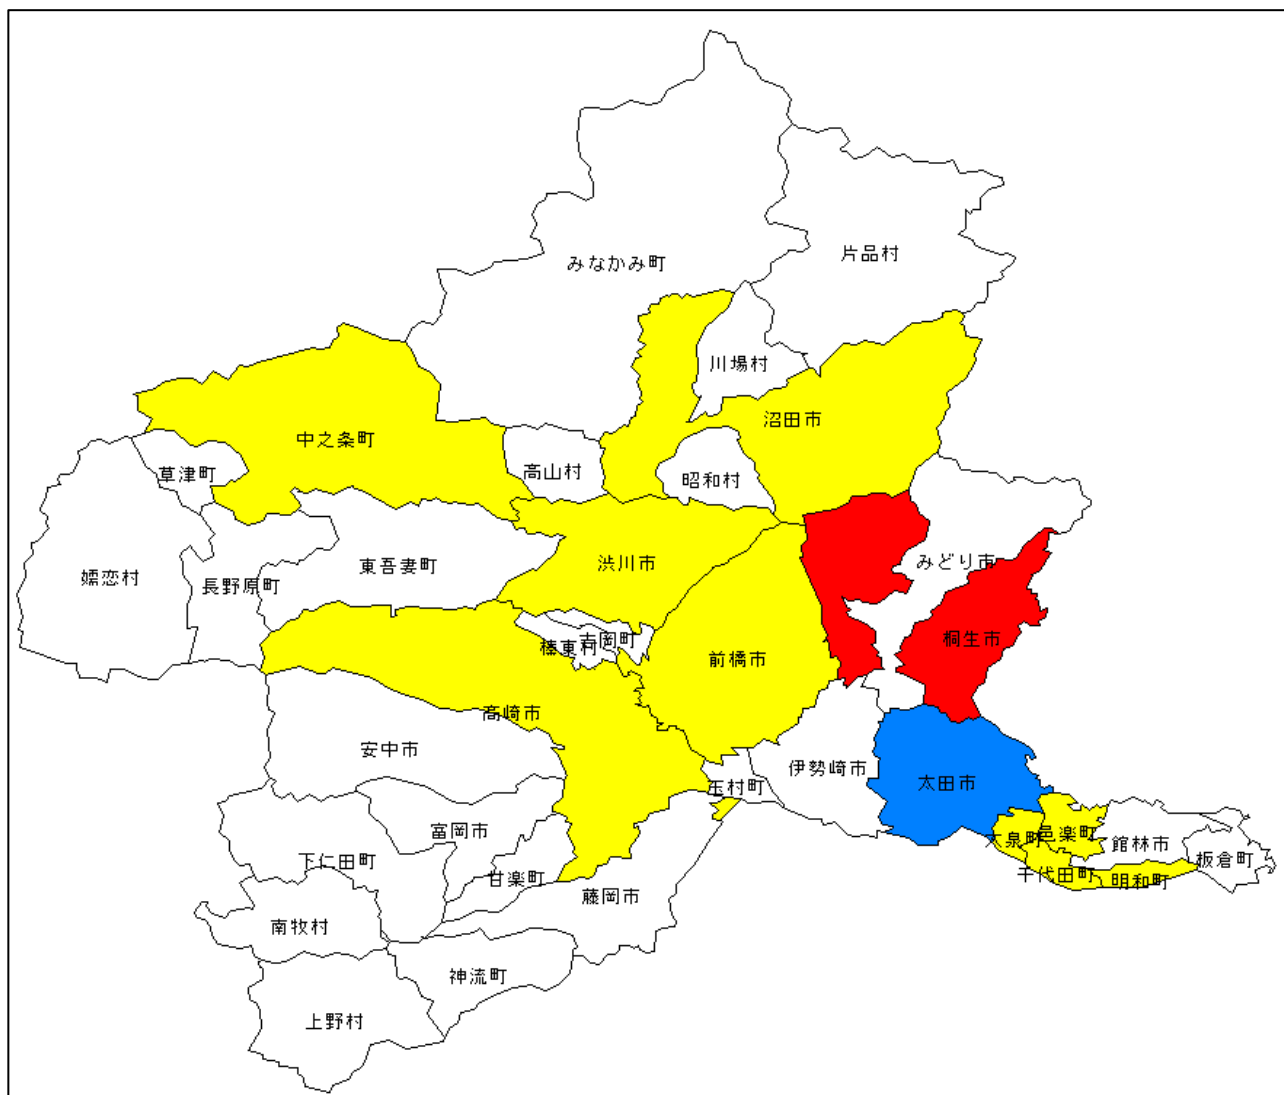 みなかみ町
片品村
川場村
沼田市
中之条町
高山村
昭和村
草津町
渋川市
みどり市
東吾妻町
嬬恋村
長野原町
桐生市
吉岡町
榛東村
前橋市
高崎市
安中市
伊勢崎市
太田市
玉村町
富岡市
大泉町
邑楽町
館林市
板倉町
下仁田町
甘楽町
千代田町
明和町
藤岡市
南牧村
神流町
上野村